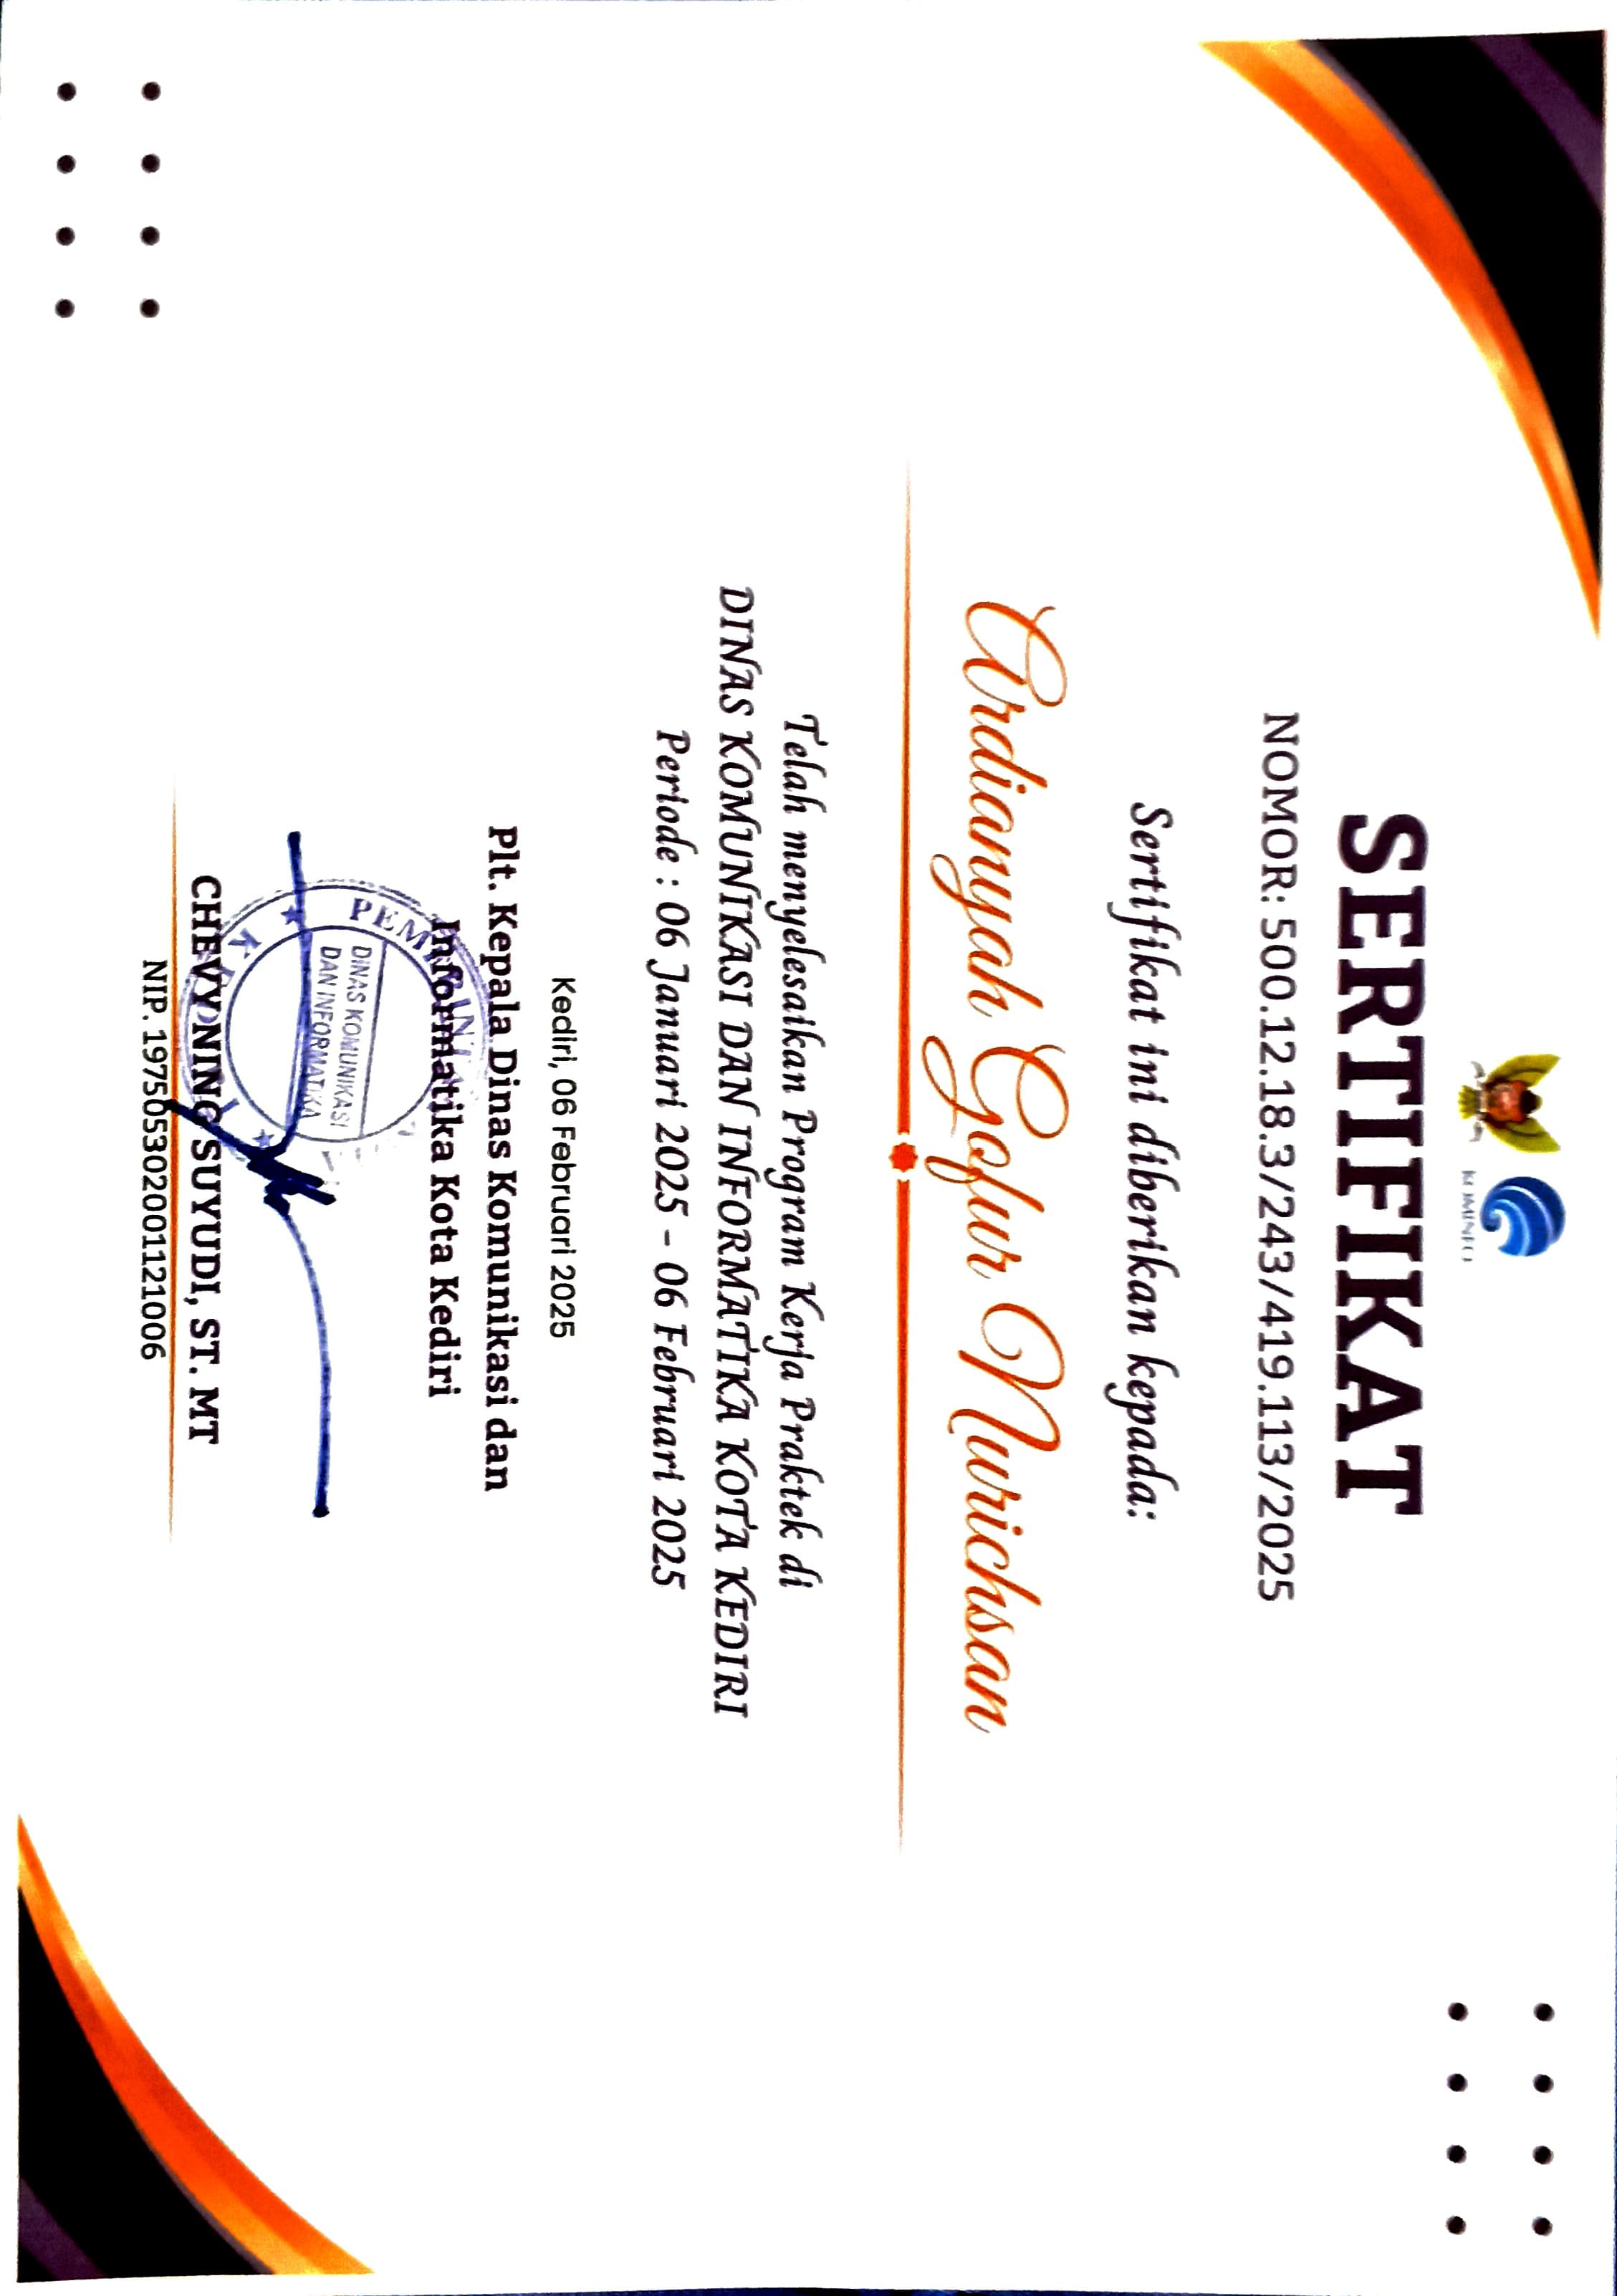 KOMINFO
SERTIFIKAT
NOMOR: 500.12.18.3/243/419.113/2025
Sertifikat ini diberikan kepada:
Ardianyah Gofur Nurichsan
Telah menyelesaikan Program Kerja Praktek di
DINAS KOMUNIKASI DAN INFORMATIKA KOTA KEDIRI
Periode : 06 Januari 2025 - 06 Februari 2025
Kediri, 06 Februari 2025
Plt. Kepala Dinas Komunikasi dan
Informatika Kota Kediri
DINAS KOMUNIKASI
DAN INFORMATIKA
KEDIRI
CHEVY NING SUYUDI, ST. MT
NIP. 197505302001121006